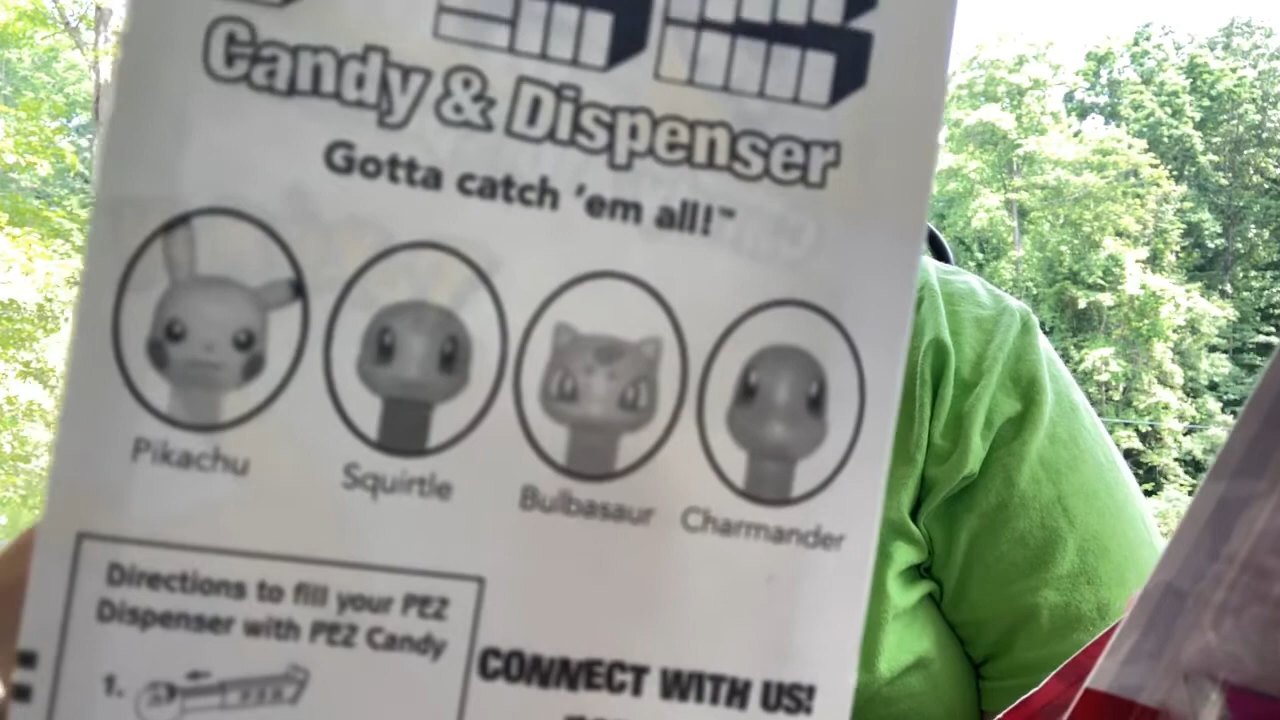 Candy & Dispenser
Gotta catch 'em all!™
Pikachu
Squirtle
Bulbasaur
Charmander
Directions to fill your PEZ
Dispenser with PEZ Candy
1.
CONNECT WITH US!